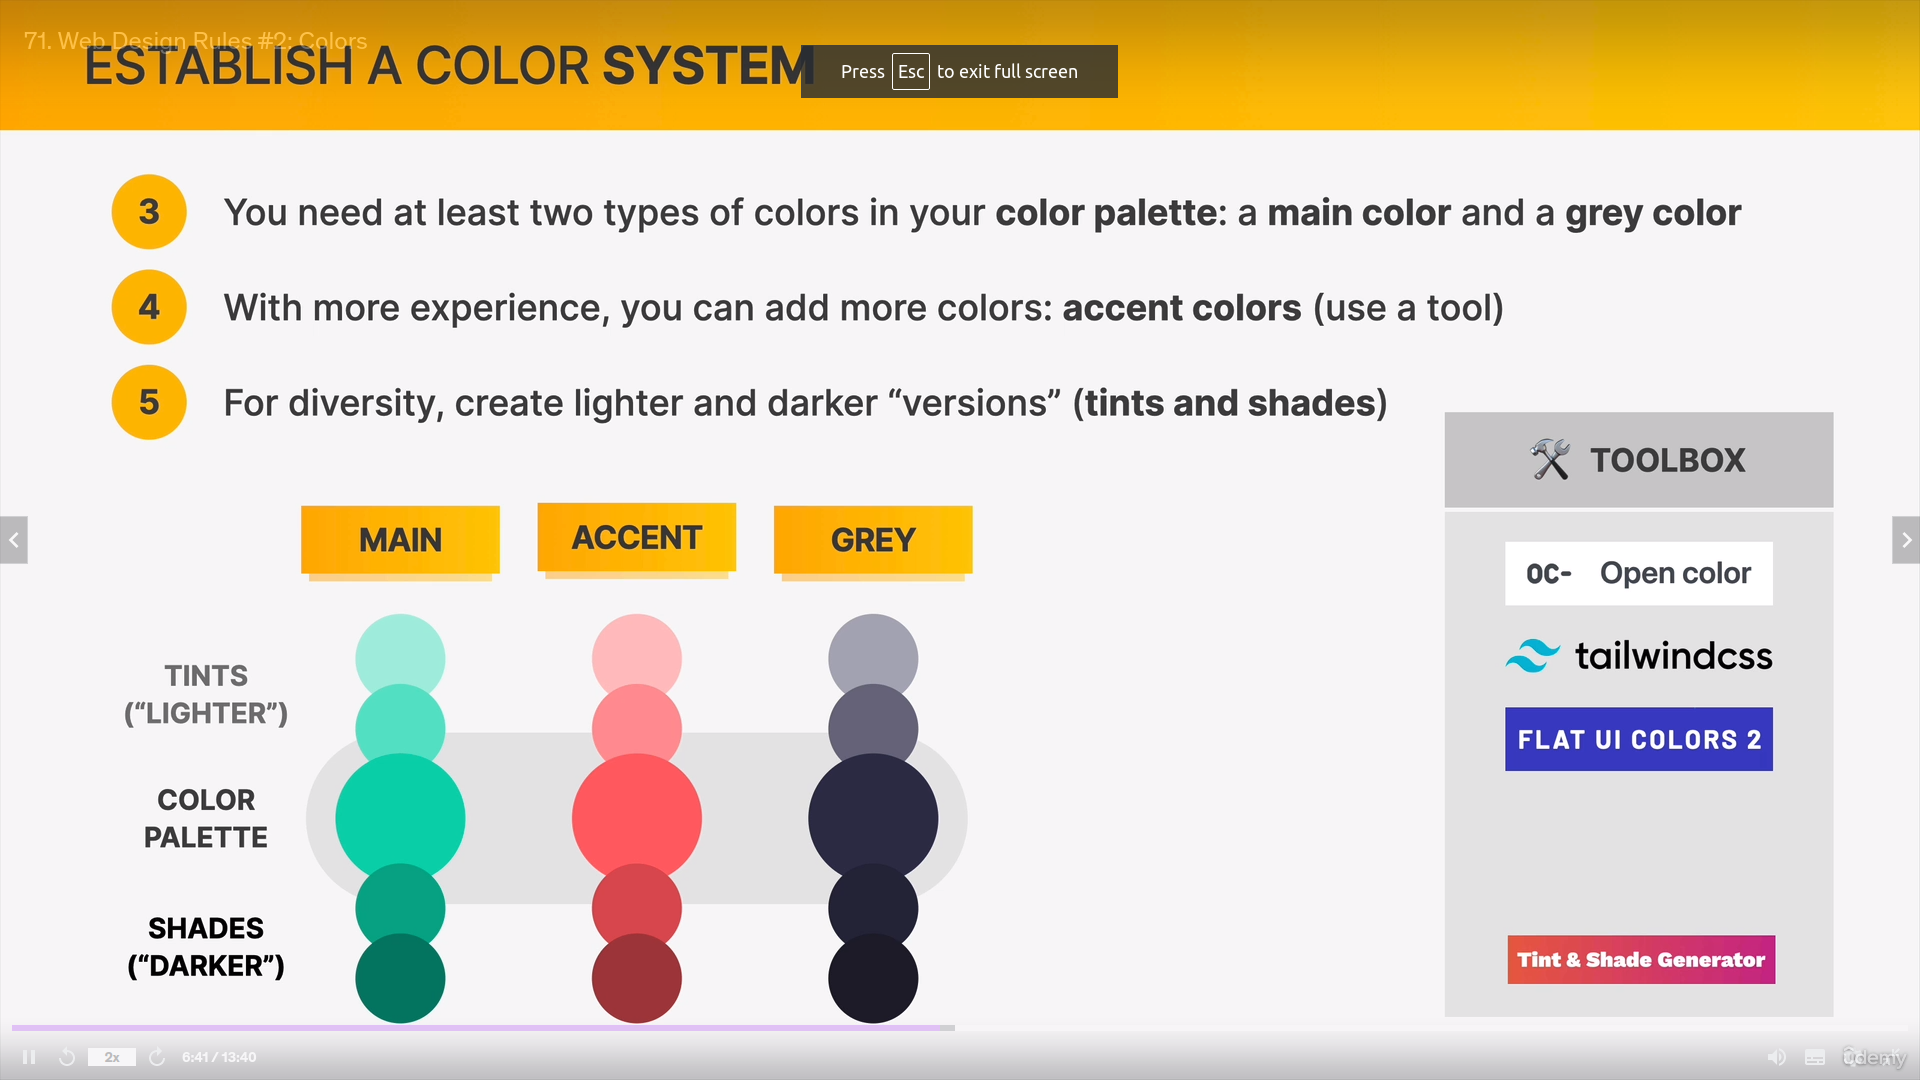 71. Web Design Rules #2: Colors
ESTABLISH A COLOR SYSTEM
Press Esc to exit full screen
3 You need at least two types of colors in your color palette: a main color and a grey color
4 With more experience, you can add more colors: accent colors (use a tool)
5 For diversity, create lighter and darker “versions” (tints and shades)
TOOLBOX
OC- Open color
tailwindcss
FLAT UI COLORS 2
Tint & Shade Generator
MAIN ACCENT GREY
TINTS
(“LIGHTER”)
COLOR
PALETTE
SHADES
(“DARKER”)
2x 6:41 / 13:40
ûdemy